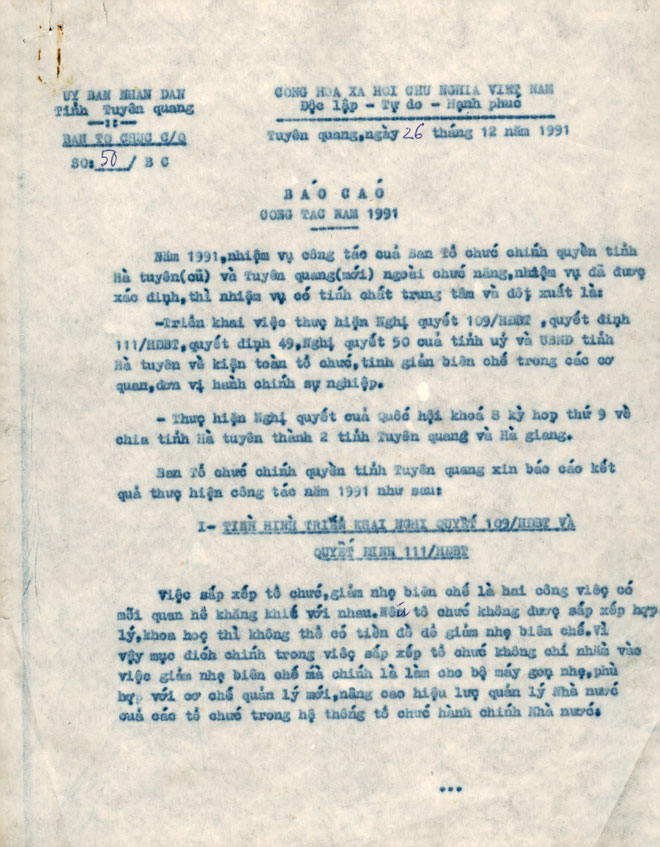 UY BAN NHAN DAN
Tỉnh Tuyên quang
BAN TO CHUC C/Q
SO: 50 / B C
CONG HOA XA HOI CHU NGHIA VIET NAM
Độc lập - Tự do - Hạnh phúc
Tuyên quang,ngày 26 tháng 12 năm 1991
BÁO CÁO
CONG TAC NAM 1991
Năm 1991,nhiệm vụ công tác của Ban Tổ chức chính quyền tỉnh
Hà tuyên(cũ) và Tuyên quang(mới) ngoài chức năng,nhiệm vụ đã được
xác định,thì nhiệm vụ có tính chất trung tâm và đột xuất là:
-Triển khai việc thực hiện Nghị quyết 109/HĐBT ,quyết định
111/HĐBT,quyết định 49,Nghị quyết 50 của tỉnh uỷ và UBND tỉnh
Hà tuyên về kiện toàn tổ chức,tinh giản biên chế trong các cơ
quan,đơn vị hành chính sự nghiệp.
- Thực hiện Nghị quyết của Quốc hội khoá 8 kỳ họp thứ 9 về
chia tỉnh Hà tuyên thành 2 tỉnh Tuyên quang và Hà giang.
Ban Tổ chức chính quyền tỉnh Tuyên quang xin báo cáo kết
quả thực hiện công tác năm 1991 như sau:
I- TÌNH HÌNH TRIỂN KHAI NGHI QUYẾT 109/HĐBT VÀ
QUYẾT ĐINH 111/HĐBT
Việc sắp xếp tổ chức,giảm nhẹ biên chế là hai công việc có
mối quan hề khăng khiế với nhau.Nếu tổ chức không được sắp xếp hợp
lý,khoa học thì không thể có tiền đề để giảm nhẹ biên chế.Vì
vậy mục đích chính trong việc sắp xếp tổ chức không chỉ nhằm vào
việc giảm nhẹ biên chế mà chính là làm cho bộ máy gọn nhẹ,phù
hợp với cơ chế quản lý mới,nâng cao hiệu lực quản lý Nhà nước
của các tổ chức trong hệ thống tổ chức hành chính Nhà nước.
...